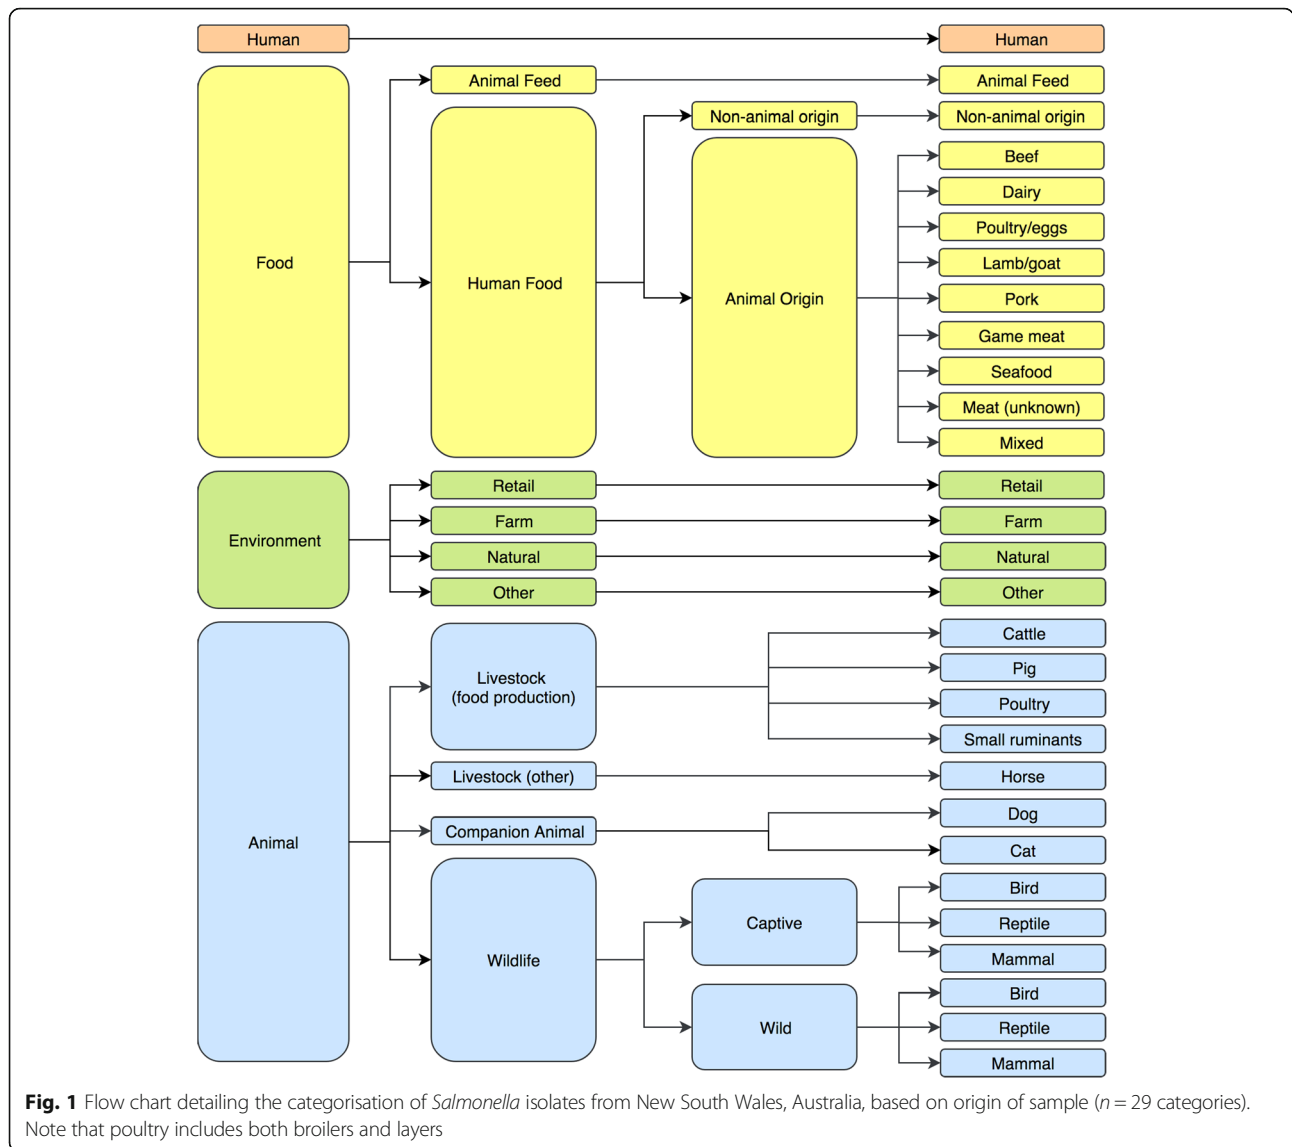 Human
Human
Food
Animal Feed
Animal Feed
Human Food
Non-animal origin
Non-animal origin
Animal Origin
Beef
Dairy
Poultry/eggs
Lamb/goat
Pork
Game meat
Seafood
Meat (unknown)
Mixed
Environment
Retail
Retail
Farm
Farm
Natural
Natural
Other
Other
Animal
Livestock
(food production)
Cattle
Pig
Poultry
Small ruminants
Livestock (other)
Horse
Companion Animal
Dog
Cat
Wildlife
Captive
Bird
Reptile
Mammal
Wild
Bird
Reptile
Mammal
Fig. 1 Flow chart detailing the categorisation of Salmonella isolates from New South Wales, Australia, based on origin of sample (n = 29 categories).
Note that poultry includes both broilers and layers